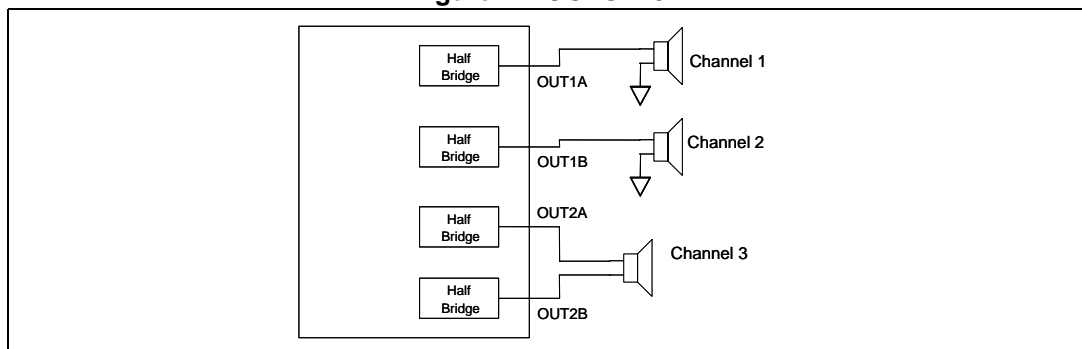 Half
Bridge
OUT1A
Channel 1
Half
Bridge
OUT1B
Channel 2
Half
Bridge
OUT2A
Channel 3
Half
Bridge
OUT2B